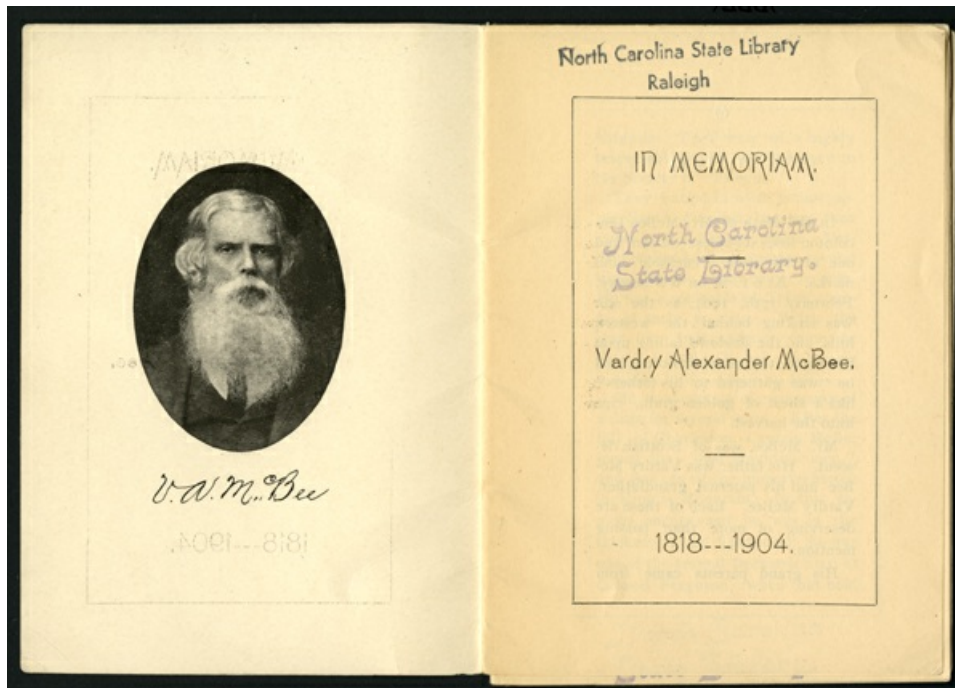 V. A. McBee
North Carolina State Library
Raleigh
IN MEMORIAM.
North Carolina
State Library.
Vardry Alexander McBee.
1818---1904.